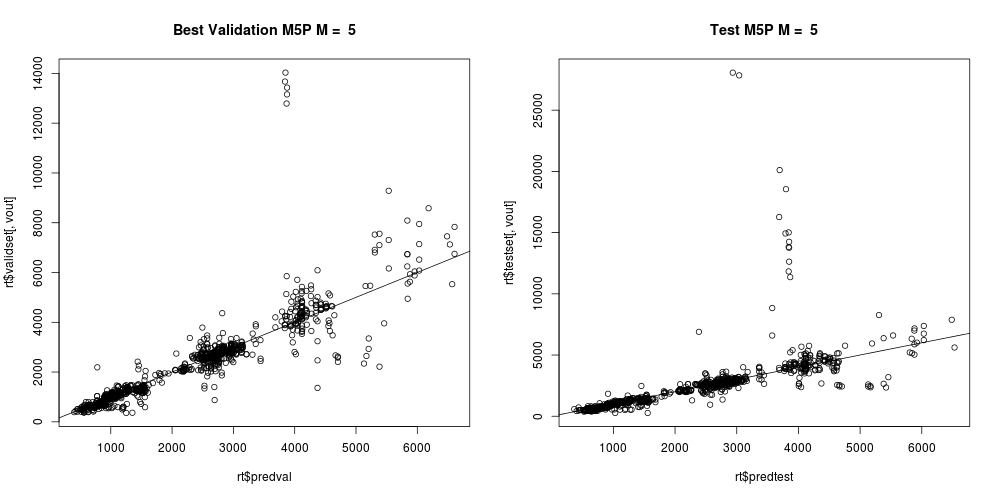 Best Validation M5P M = 5
rt$validset[, vout]
14000
12000
10000
8000
6000
4000
2000
0
1000 2000 3000 4000 5000 6000
rt$predval
Test M5P M = 5
rt$testset[, vout]
25000
20000
15000
10000
5000
0
1000 2000 3000 4000 5000 6000
rt$predtest